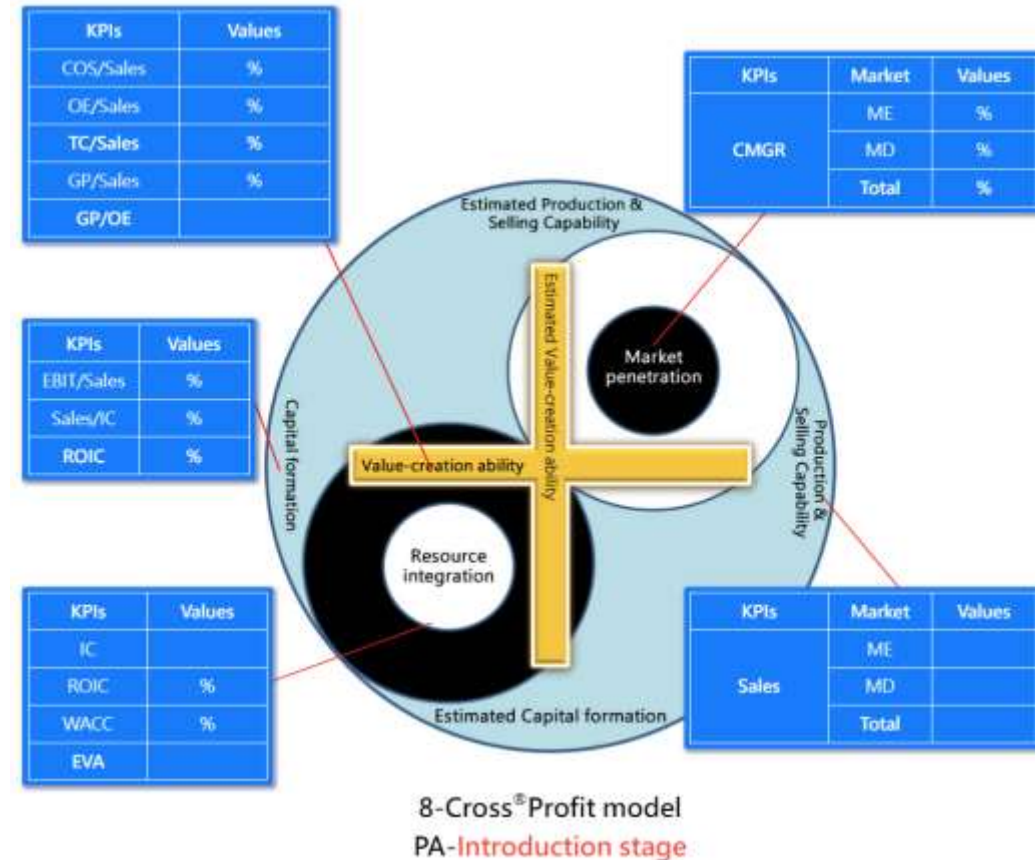 KPIs Values
COS/Sales %
OE/Sales %
TC/Sales %
GP/Sales %
GP/OE
KPIs Market Values
CMGR
ME %
MD %
Total %
Estimated Production &
Selling Capability
Estimated Value-creation ability
Market
penetration
KPIs Values
EBIT/Sales %
Sales/IC %
ROIC %
Capital formation
Value-creation ability
Production &
Selling Capability
Resource
integration
KPIs Values
IC
ROIC %
WACC %
EVA
KPIs Market Values
Sales
ME
MD
Total
Estimated Capital formation
8-Cross®Profit model
PA-Introduction stage